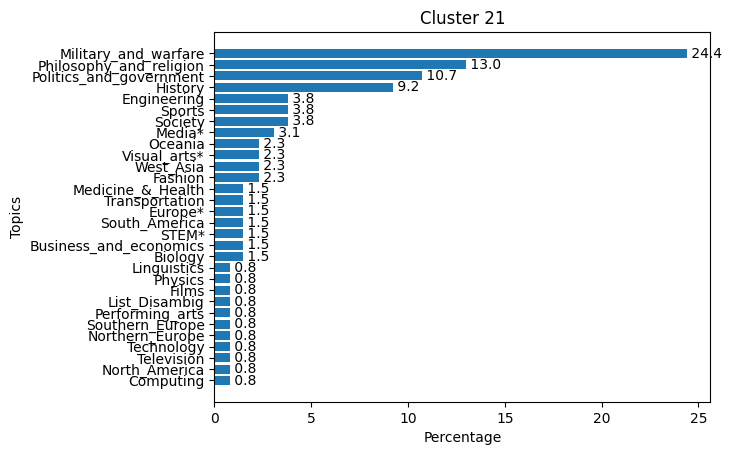 Cluster 21
Topics
Military_and_warfare 24.4
Philosophy_and_religion 13.0
Politics_and_government 10.7
History 9.2
Engineering 3.8
Sports 3.8
Society 3.8
Media* 3.1
Oceania 2.3
Visual_arts* 2.3
West_Asia 2.3
Fashion 2.3
Medicine_&_Health 1.5
Transportation 1.5
Europe* 1.5
South_America 1.5
STEM* 1.5
Business_and_economics 1.5
Biology 1.5
Linguistics 0.8
Physics 0.8
Films 0.8
List_Disambig 0.8
Performing_arts 0.8
Southern_Europe 0.8
Northern_Europe 0.8
Technology 0.8
Television 0.8
North_America 0.8
Computing 0.8
0 5 10 15 20 25
Percentage